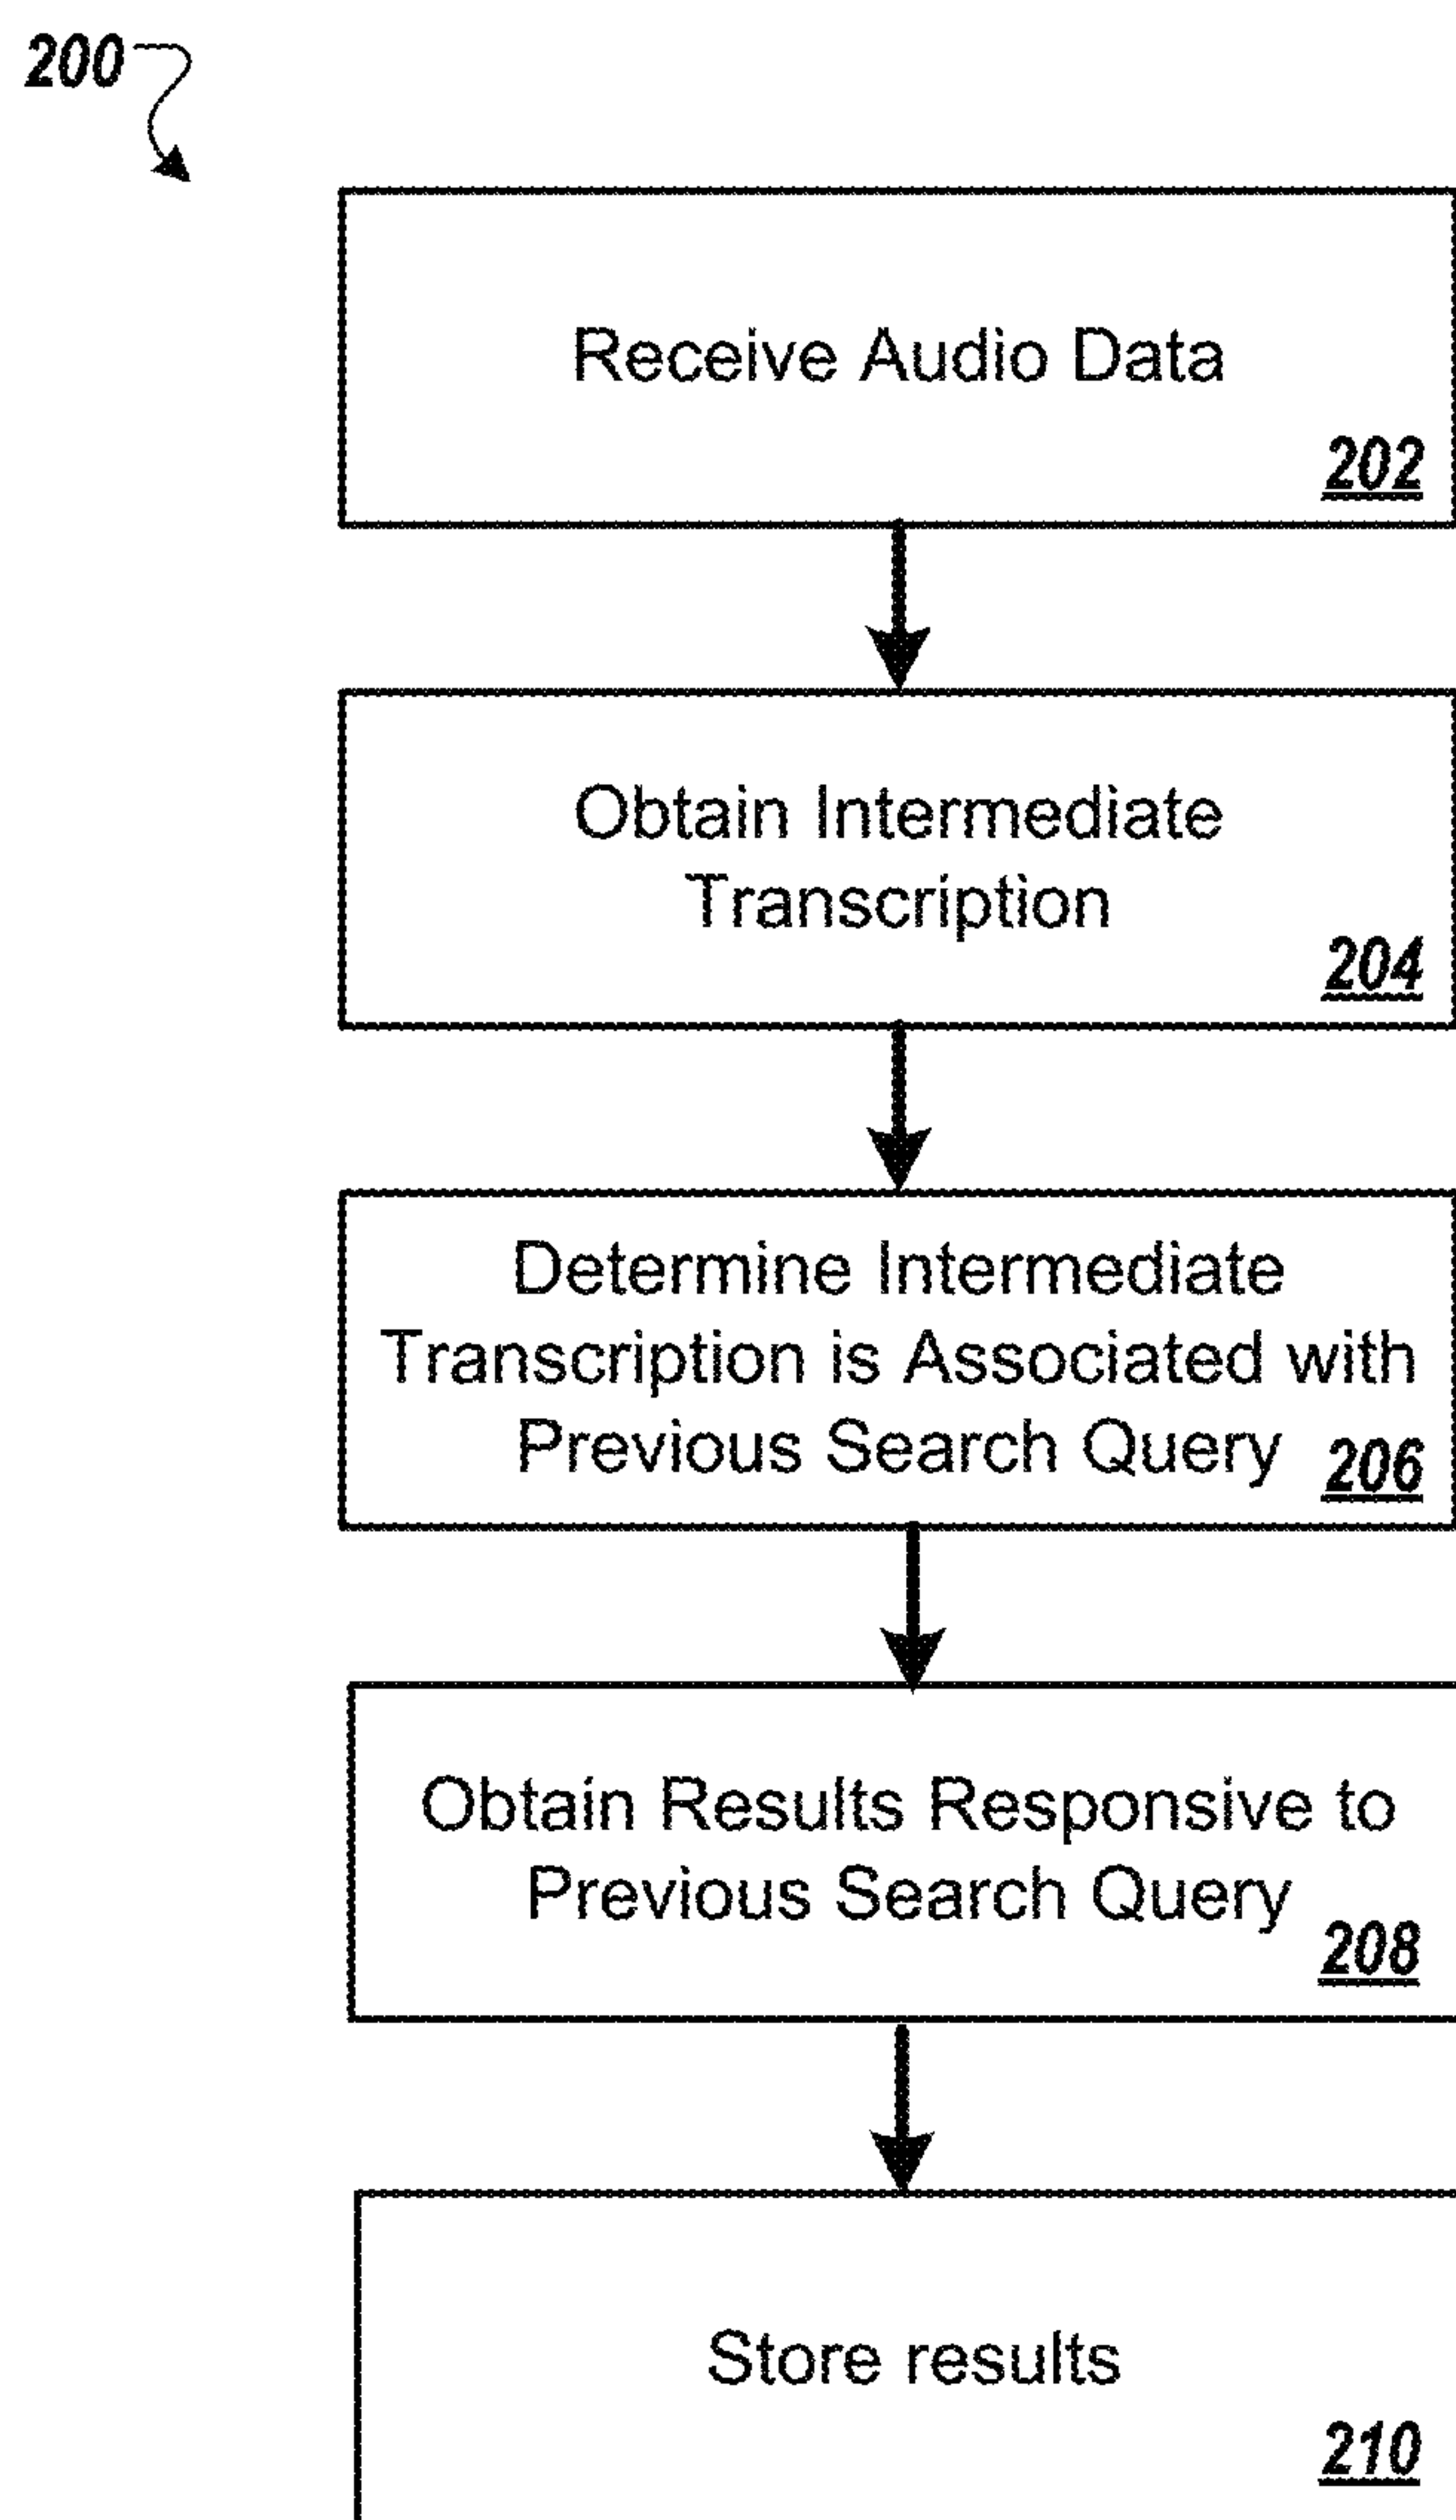 200
Receive Audio Data
202
Obtain Intermediate
Transcription
204
Determine Intermediate
Transcription is Associated with
Previous Search Query
206
Obtain Results Responsive to
Previous Search Query
208
Store results
210